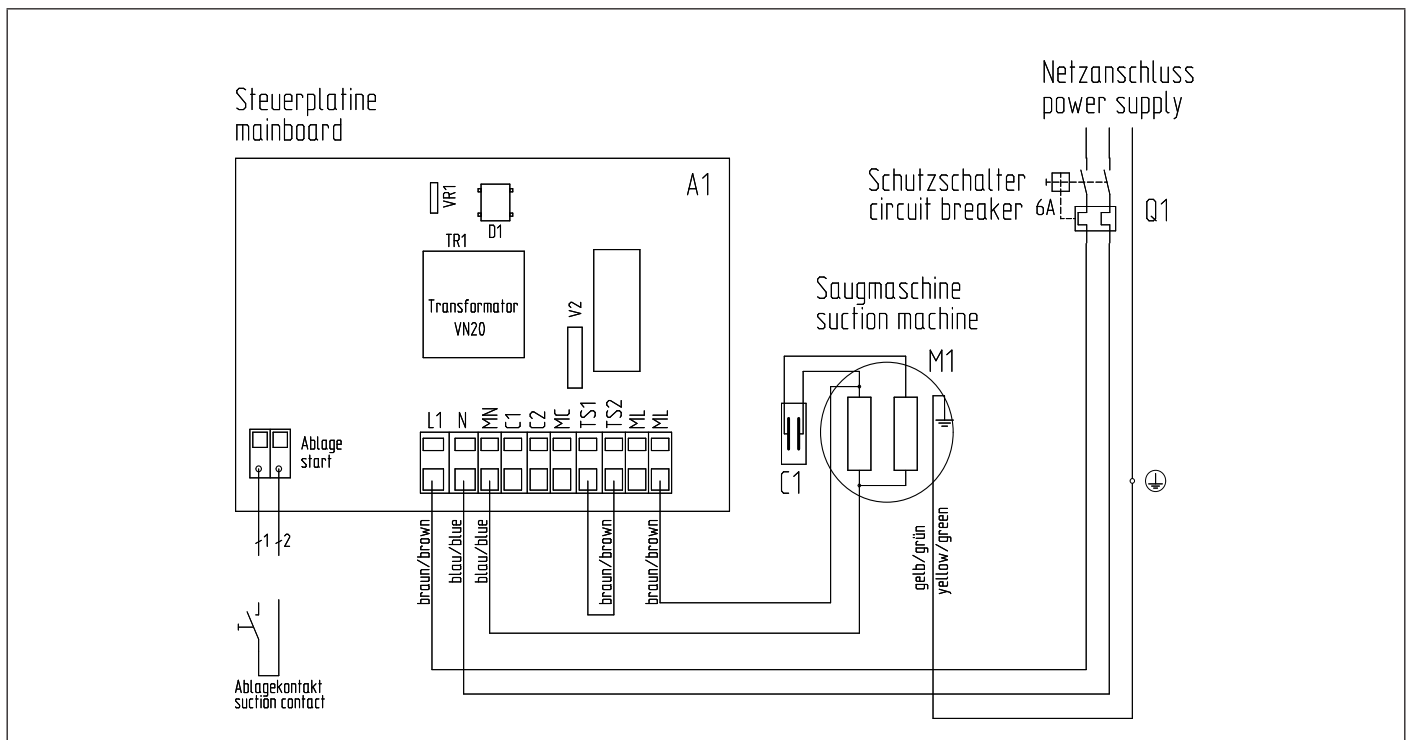 Netzanschluss
power supply
Steuerplatine
mainboard
A1
Schutzschalter
circuit breaker 6A
Q1
VR1
D1
TR1
Transformator
VN20
V2
Saugmaschine
suction machine
M1
C1
L1 N MN C1 C2 MC TS1 TS2 ML ML
Ablage
start
1 2
braun/brown
blau/blue
blau/blue
braun/brown
braun/brown
gelb/grün
yellow/green
Ablagekontakt
suction contact